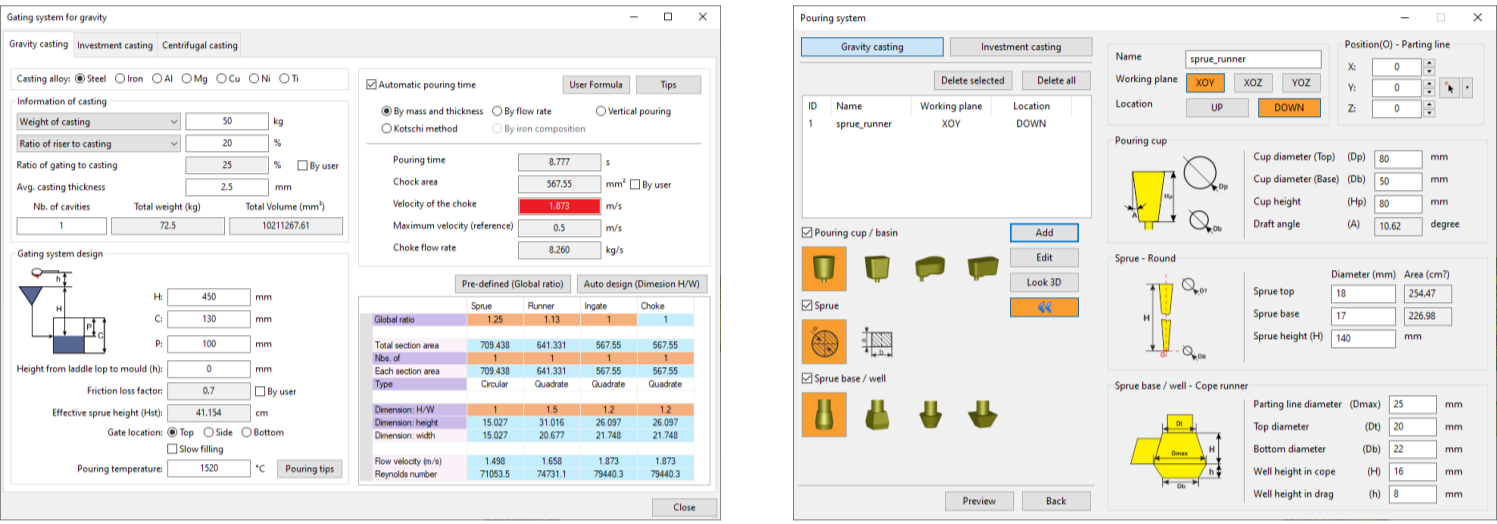 Gating system for gravity
Gravity casting Investment casting Centrifugal casting
Casting alloy: Steel Iron Al Mg Cu Ni Ti
Information of casting
Weight of casting 50 kg
Ratio of riser to casting 20 %
Ratio of gating to casting 25 % By user
Avg. casting thickness 2.5 mm
Nb. of cavities Total weight (kg) Total Volume (mm³)
1 72.5 10211267.61
Gating system design
h
H
P
C
H: 450 mm
C: 130 mm
P: 100 mm
Height from laddle lop to mould (h): 0 mm
Friction loss factor: 0.7 By user
Effective sprue height (Hst): 41.154 cm
Gate location: Top Side Bottom
Slow filling
Pouring temperature: 1520 °C Pouring tips
Automatic pouring time User Formula Tips
By mass and thickness By flow rate Vertical pouring
Kotschi method By iron composition
Pouring time 8.777 s
Chock area 567.55 mm² By user
Velocity of the choke 1.873 m/s
Maximum velocity (reference) 0.5 m/s
Choke flow rate 8.260 kg/s
Pre-defined (Global ratio) Auto design (Dimesion H/W)
Sprue Runner Ingate Choke
Global ratio 1.25 1.13 1 1
Total section area 709.438 641.331 567.55 567.55
Nbs. of 1 1 1 1
Each section area 709.438 641.331 567.55 567.55
Type Circular Quadrate Quadrate Quadrate
Dimension: H/W 1 1.5 1.2 1.2
Dimension: height 15.027 31.016 26.097 26.097
Dimension: width 15.027 20.677 21.748 21.748
Flow velocity (m/s) 1.498 1.658 1.873 1.873
Reynolds number 71053.5 74731.1 79440.3 79440.3
Close
Pouring system
Gravity casting Investment casting
Delete selected Delete all
ID Name Working plane Location
1 sprue_runner XOY DOWN
Pouring cup / basin
Add
Edit
Look 3D
Sprue
Sprue base / well
Preview Back
Name sprue_runner
Working plane XOY XOZ YOZ
Location UP DOWN
Position(O) - Parting line
X: 0
Y: 0
Z: 0
Pouring cup
Hp
A
Dp
Db
Cup diameter (Top) (Dp) 80 mm
Cup diameter (Base) (Db) 50 mm
Cup height (Hp) 80 mm
Draft angle (A) 10.62 degree
Sprue - Round
H
DT
DB
Diameter (mm) Area (cm?)
Sprue top 18 254.47
Sprue base 17 226.98
Sprue height (H) 140 mm
Sprue base / well - Cope runner
Dt
Dmax
Db
H
h
Parting line diameter (Dmax) 25 mm
Top diameter (Dt) 20 mm
Bottom diameter (Db) 22 mm
Well height in cope (H) 16 mm
Well height in drag (h) 8 mm